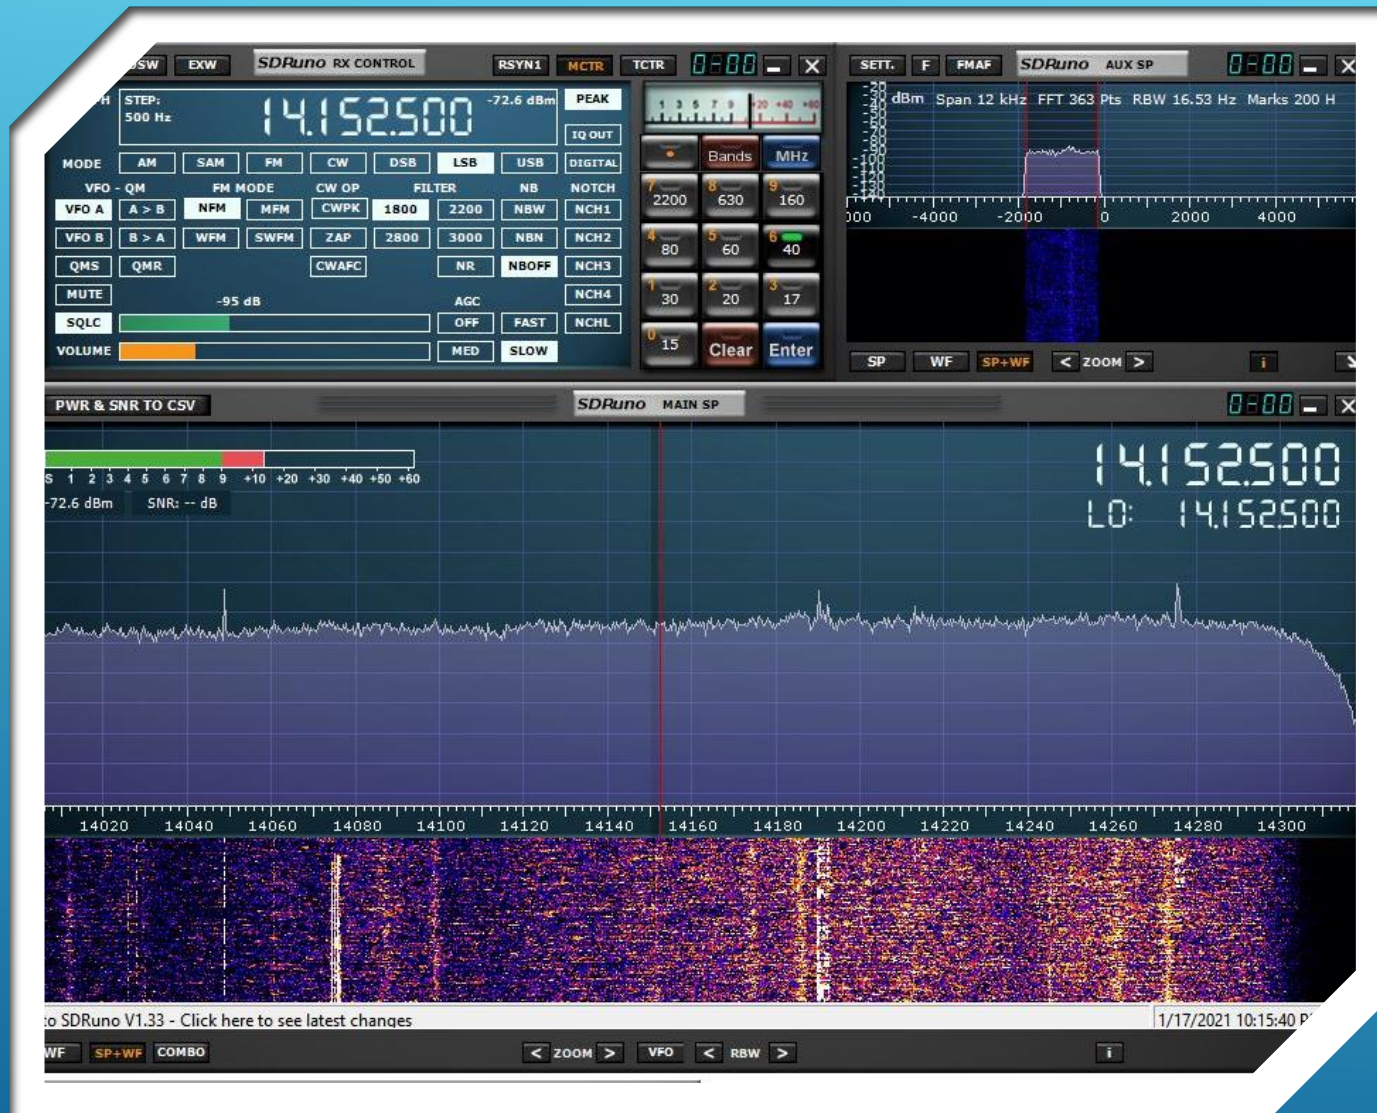 DSW EXW SDRuno RX CONTROL RSYN1 MCTR TCTR 0-00
STEP: 14.152.500 -72.6 dBm PEAK
500 Hz
IQ OUT
MODE AM SAM FM CW DSB LSB USB DIGITAL
VFO - QM FM MODE CW OP FILTER NB NOTCH
VFO A A > B NFM MFM CWPK 1800 2200 NBW NCH1
VFO B B > A WFM SWFM ZAP 2800 3000 NBN NCH2
QMS QMR CWAFC NR NBOFF NCH3
MUTE -95 dB AGC NCH4
SQLC OFF FAST NCHL
VOLUME MED SLOW
1 3 5 7 9 +20 +40 +60
Bands MHz
7 2200 8 630 9 160
4 80 5 60 6 40
1 30 2 20 3 17
0 15 Clear Enter
SETT. F FMAF SDRuno AUX SP 0-00
dBm Span 12 kHz FFT 363 Pts RBW 16.53 Hz Marks 200 H
-4000 -2000 0 2000 4000
SP WF SP+WF < ZOOM > i
PWR & SNR TO CSV SDRuno MAIN SP 0-00
S 1 2 3 4 5 6 7 8 9 +10 +20 +30 +40 +50 +60
-72.6 dBm SNR: -- dB
14.152.500
LO: 14.152.500
14020 14040 14060 14080 14100 14120 14140 14160 14180 14200 14220 14240 14260 14280 14300
to SDRuno V1.33 - Click here to see latest changes 1/17/2021 10:15:40 P
WF SP+WF COMBO < ZOOM > VFO < RBW > i